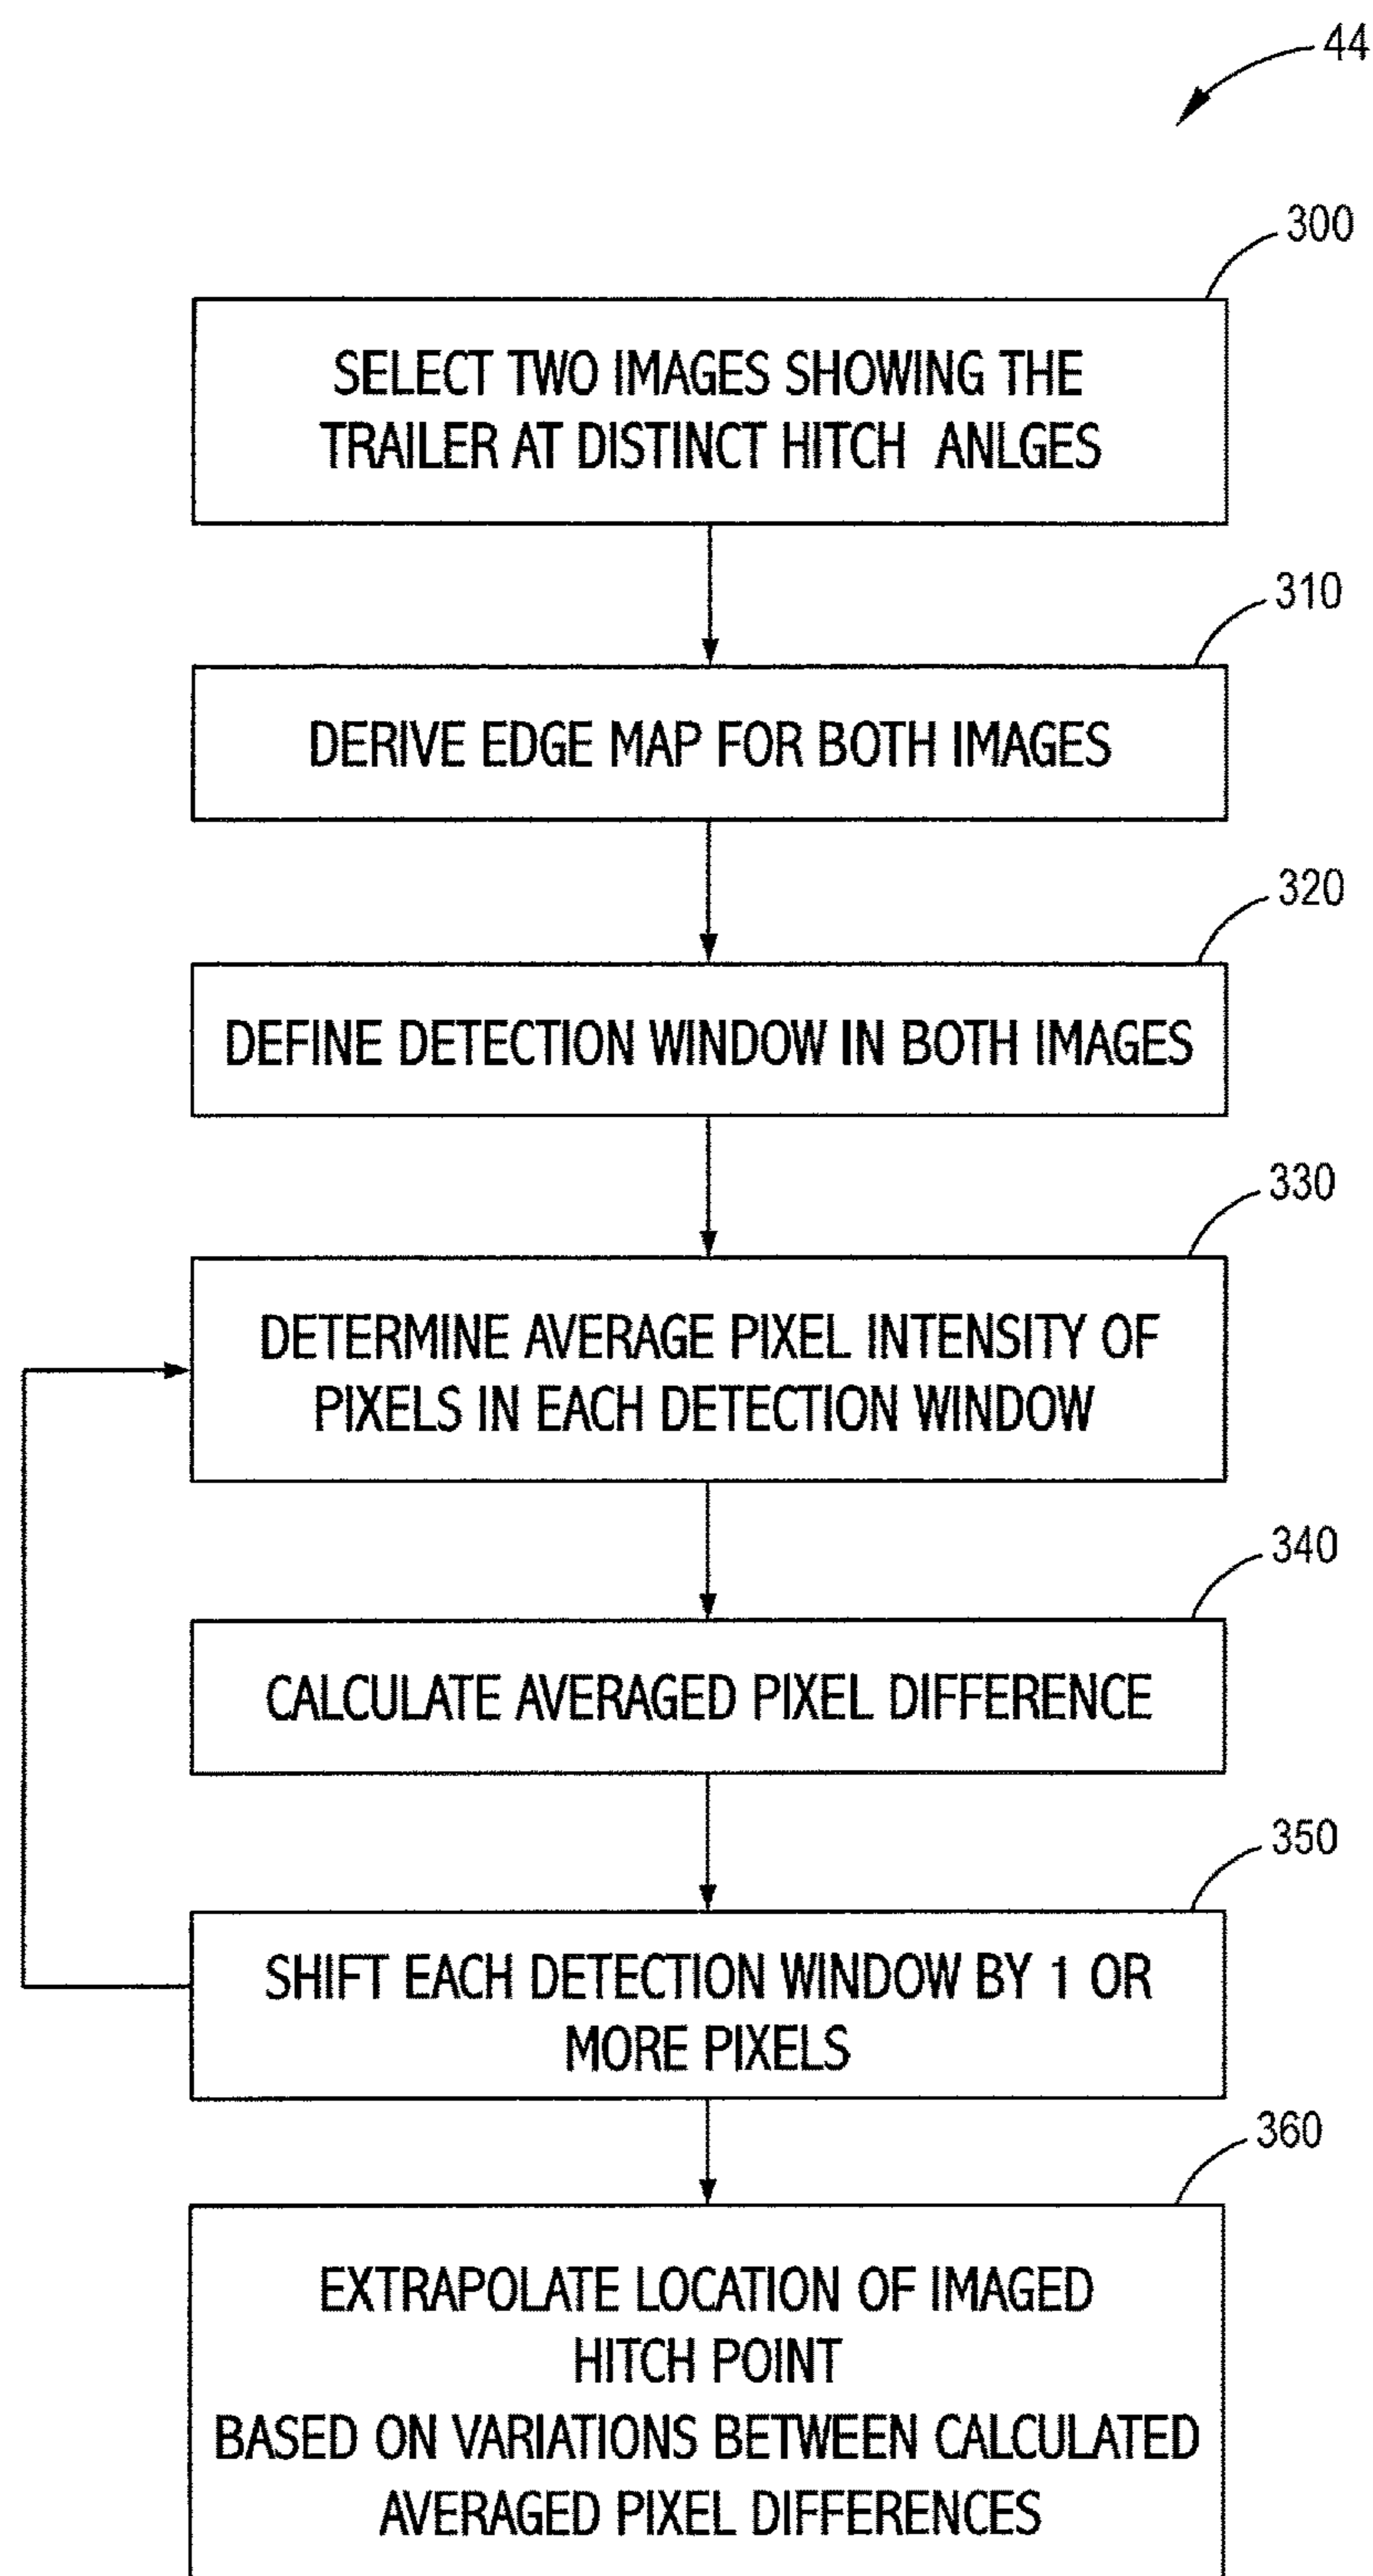 44
300
SELECT TWO IMAGES SHOWING THE
TRAILER AT DISTINCT HITCH ANLGES
310
DERIVE EDGE MAP FOR BOTH IMAGES
320
DEFINE DETECTION WINDOW IN BOTH IMAGES
330
DETERMINE AVERAGE PIXEL INTENSITY OF
PIXELS IN EACH DETECTION WINDOW
340
CALCULATE AVERAGED PIXEL DIFFERENCE
350
SHIFT EACH DETECTION WINDOW BY 1 OR
MORE PIXELS
360
EXTRAPOLATE LOCATION OF IMAGED
HITCH POINT
BASED ON VARIATIONS BETWEEN CALCULATED
AVERAGED PIXEL DIFFERENCES